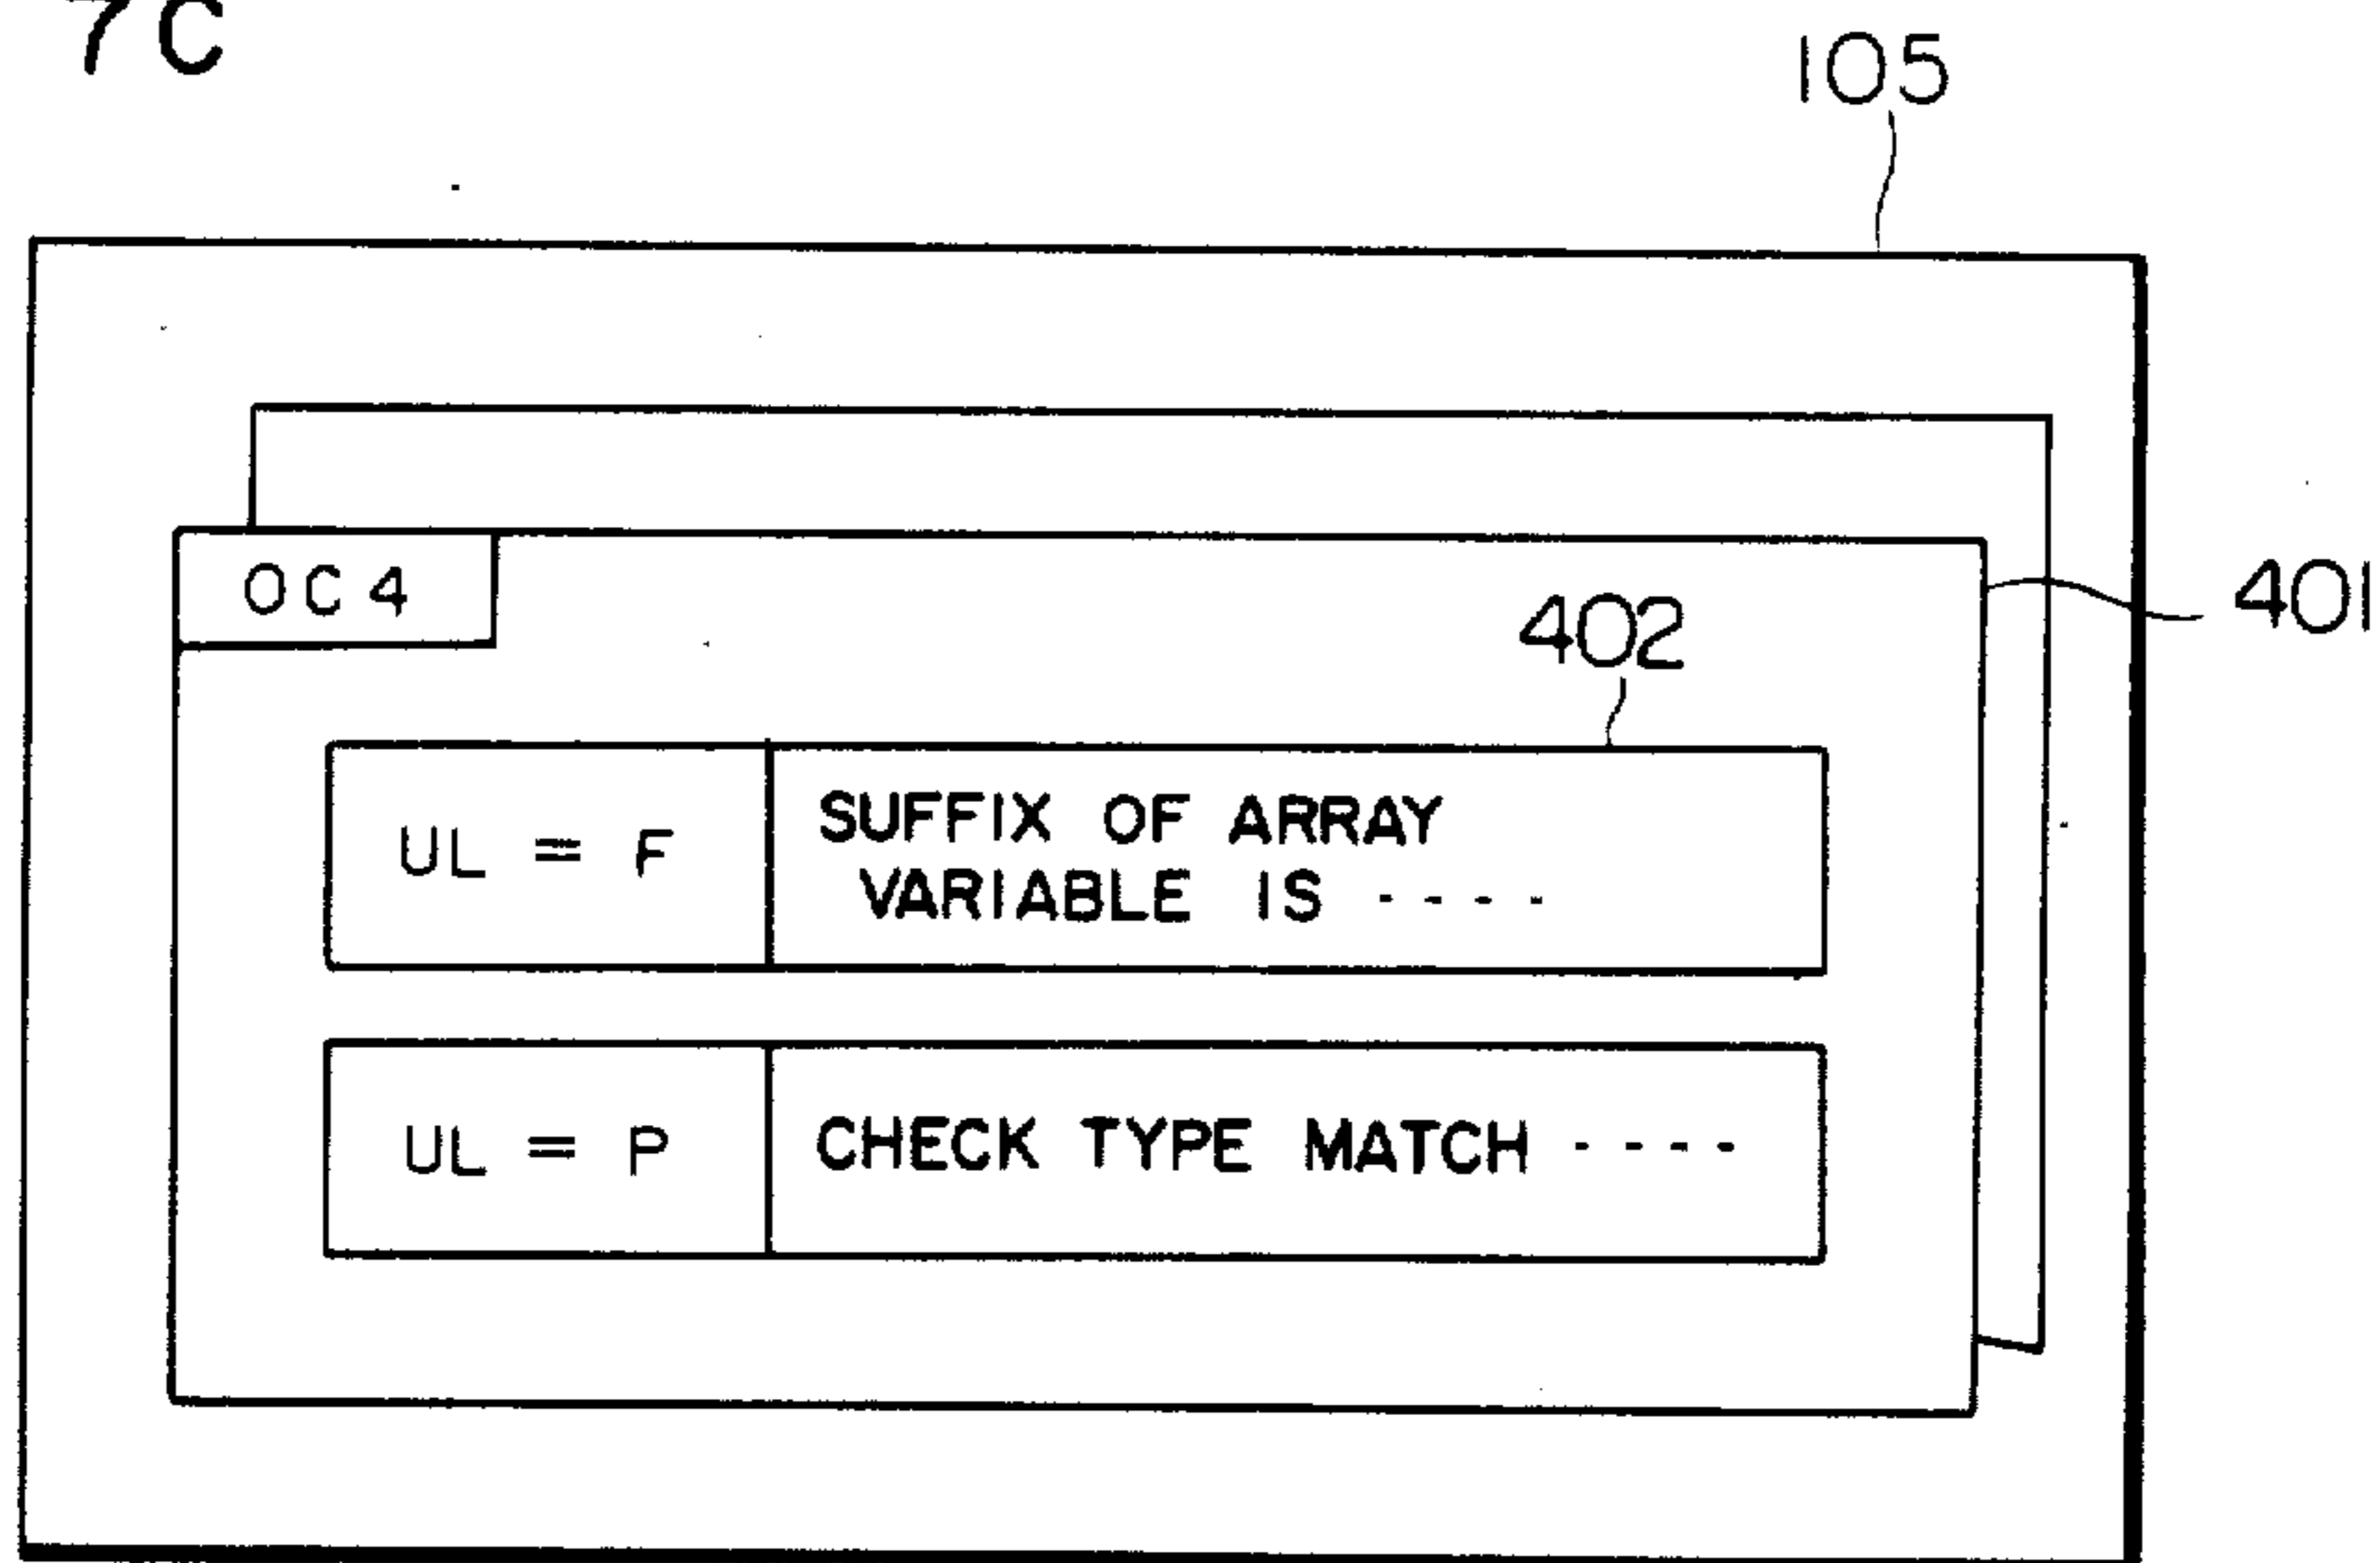 7C
105
OC4
401
402
UL = F
SUFFIX OF ARRAY
VARIABLE IS ----
UL = P
CHECK TYPE MATCH ----